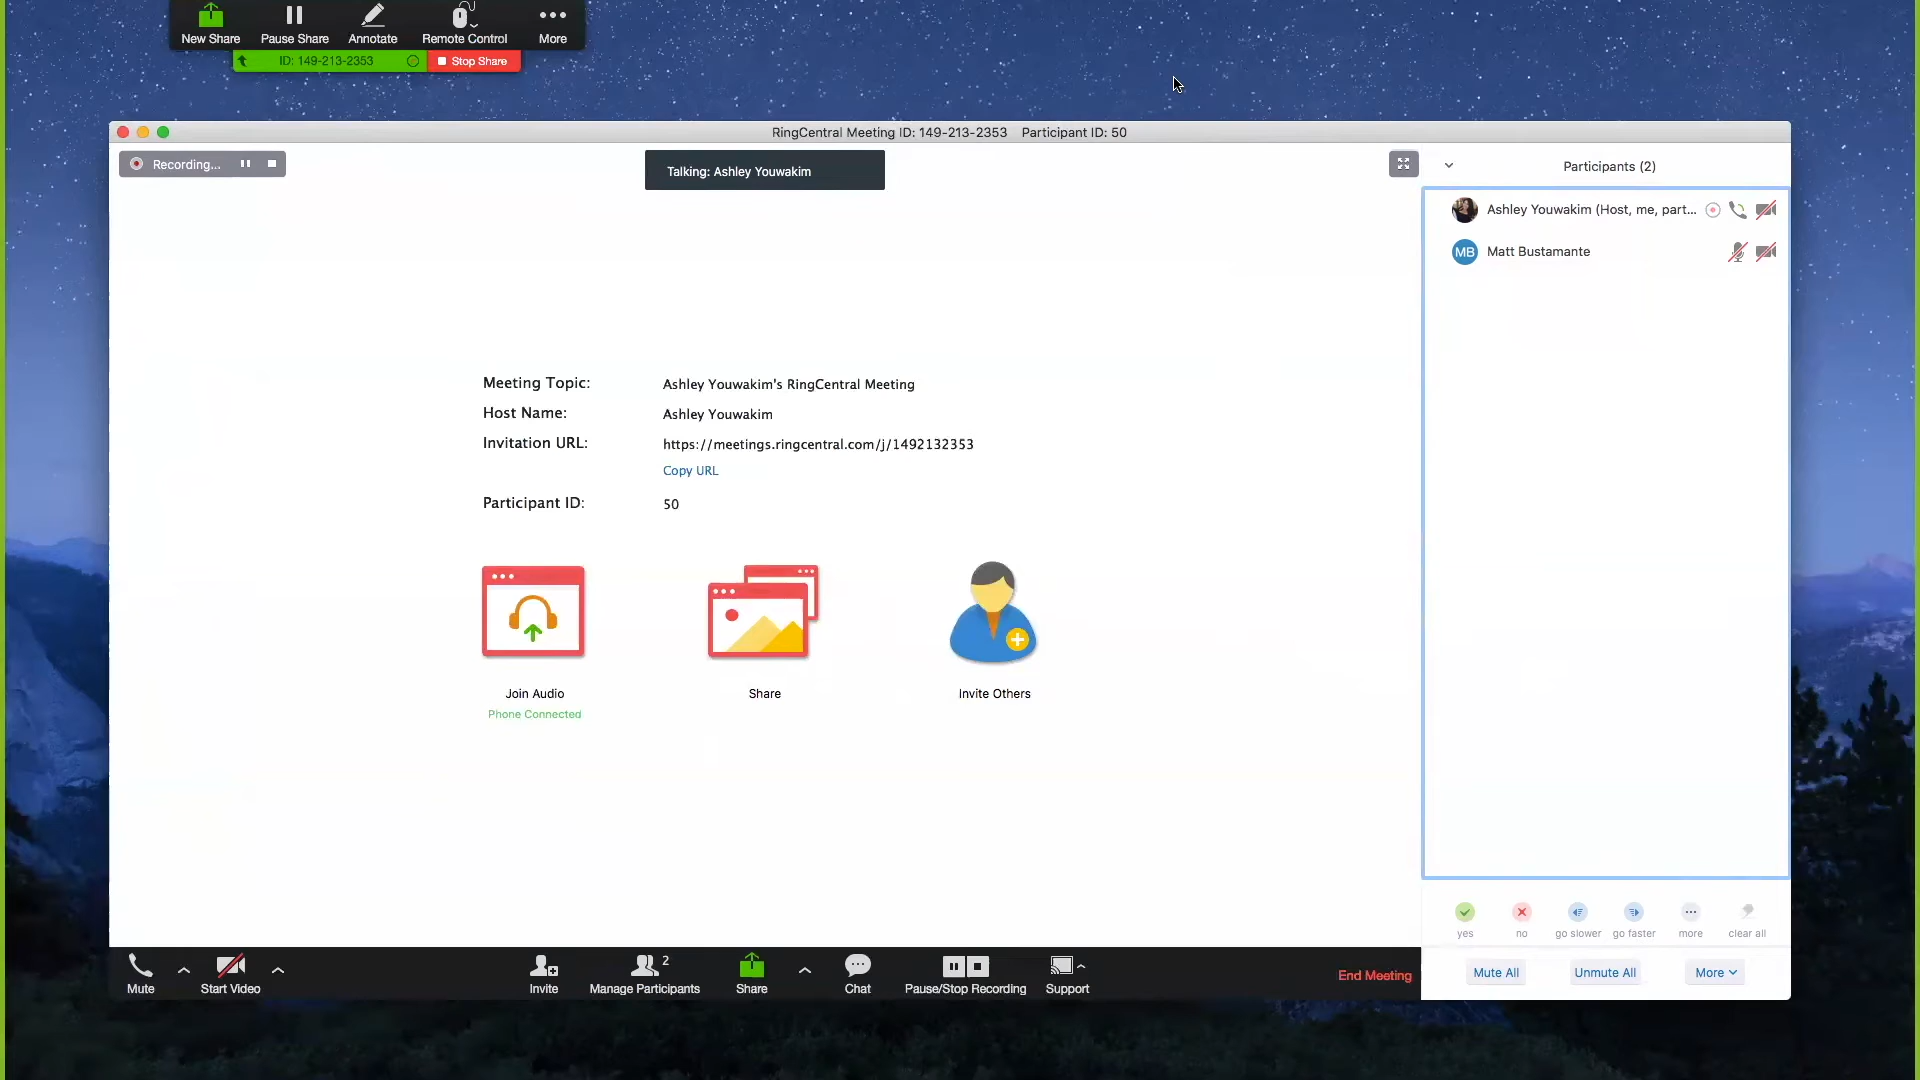 New Share Pause Share Annotate Remote Control More
ID: 149-213-2353 Stop Share
RingCentral Meeting ID: 149-213-2353 Participant ID: 50
Recording...
Talking: Ashley Youwakim
Participants (2)
Ashley Youwakim (Host, me, part...
MB Matt Bustamante
Meeting Topic: Ashley Youwakim's RingCentral Meeting
Host Name: Ashley Youwakim
Invitation URL: https://meetings.ringcentral.com/j/1492132353
Copy URL
Participant ID: 50
Join Audio Share Invite Others
Phone Connected
yes no go slower go faster more clear all
Mute All Unmute All More
2
Mute Start Video Invite Manage Participants Share Chat Pause/Stop Recording Support End Meeting